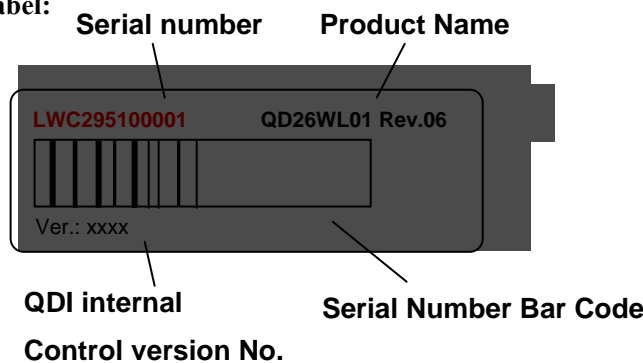 abel:
Serial number Product Name
LWC295100001 QD26WL01 Rev.06
Ver.: xxxx
QDI internal
Control version No.
Serial Number Bar Code